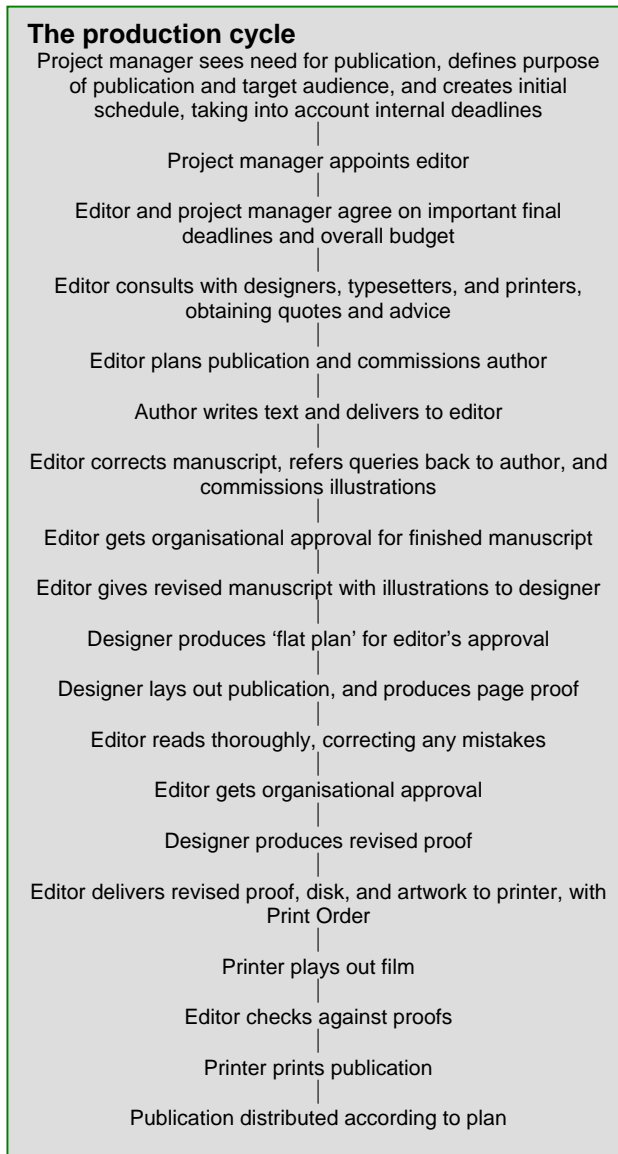 The production cycle
Project manager sees need for publication, defines purpose
of publication and target audience, and creates initial
schedule, taking into account internal deadlines
Project manager appoints editor
Editor and project manager agree on important final
deadlines and overall budget
Editor consults with designers, typesetters, and printers,
obtaining quotes and advice
Editor plans publication and commissions author
Author writes text and delivers to editor
Editor corrects manuscript, refers queries back to author, and
commissions illustrations
Editor gets organisational approval for finished manuscript
Editor gives revised manuscript with illustrations to designer
Designer produces ‘flat plan’ for editor’s approval
Designer lays out publication, and produces page proof
Editor reads thoroughly, correcting any mistakes
Editor gets organisational approval
Designer produces revised proof
Editor delivers revised proof, disk, and artwork to printer, with
Print Order
Printer plays out film
Editor checks against proofs
Printer prints publication
Publication distributed according to plan